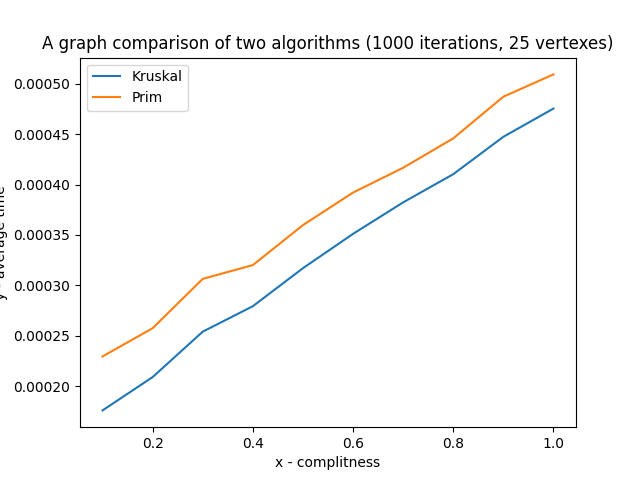 A graph comparison of two algorithms (1000 iterations, 25 vertexes)
Kruskal
Prim
0.00050
0.00045
0.00040
0.00035
0.00030
0.00025
0.00020
y - average time
0.2 0.4 0.6 0.8 1.0
x - complitness